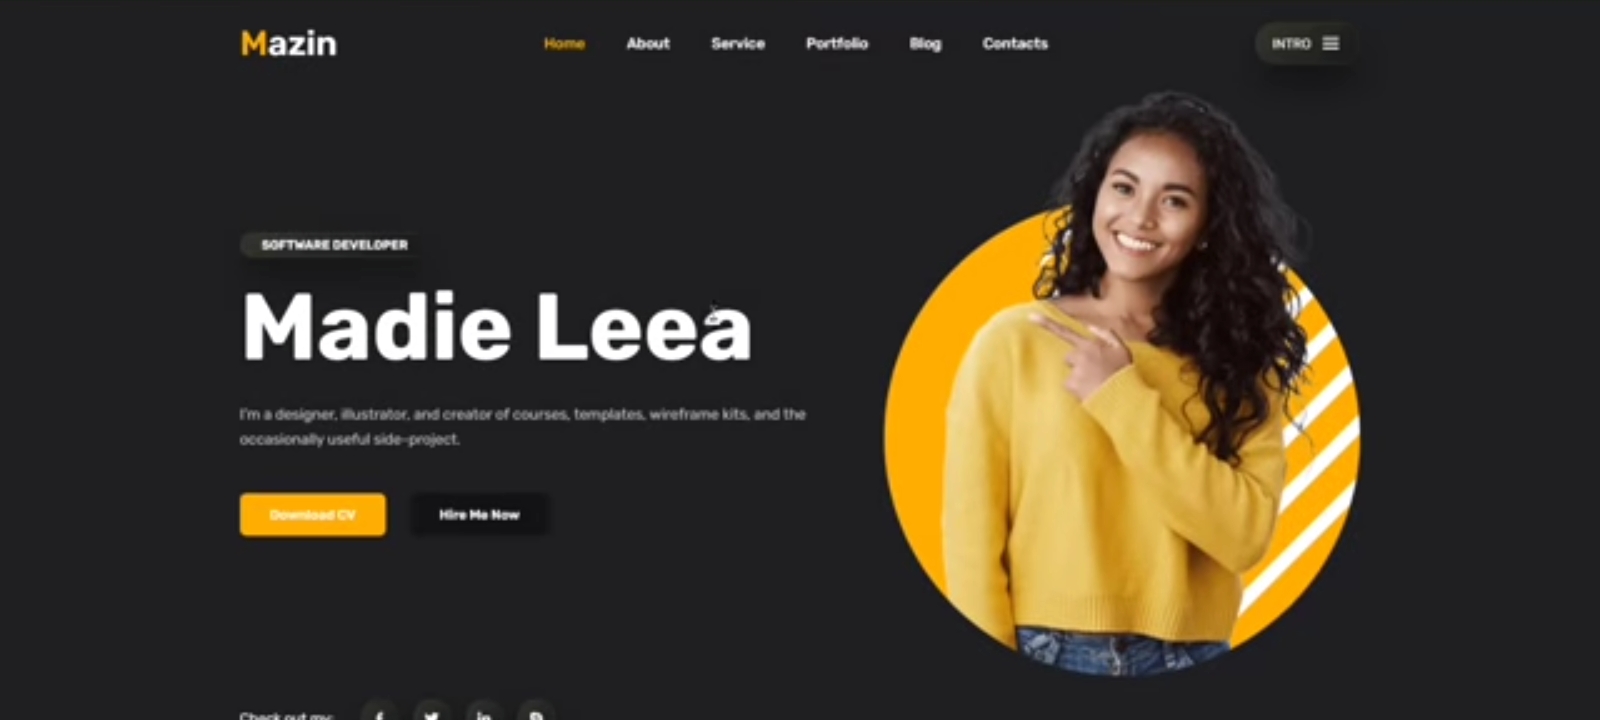 Mazin
Home About Service Portfolio Blog Contacts
INTRO
SOFTWARE DEVELOPER
Madie Leea
I'm a designer, illustrator, and creator of courses, templates, wireframe kits, and the
occasionally useful side-project.
Download CV
Hire Me Now
Check out my: